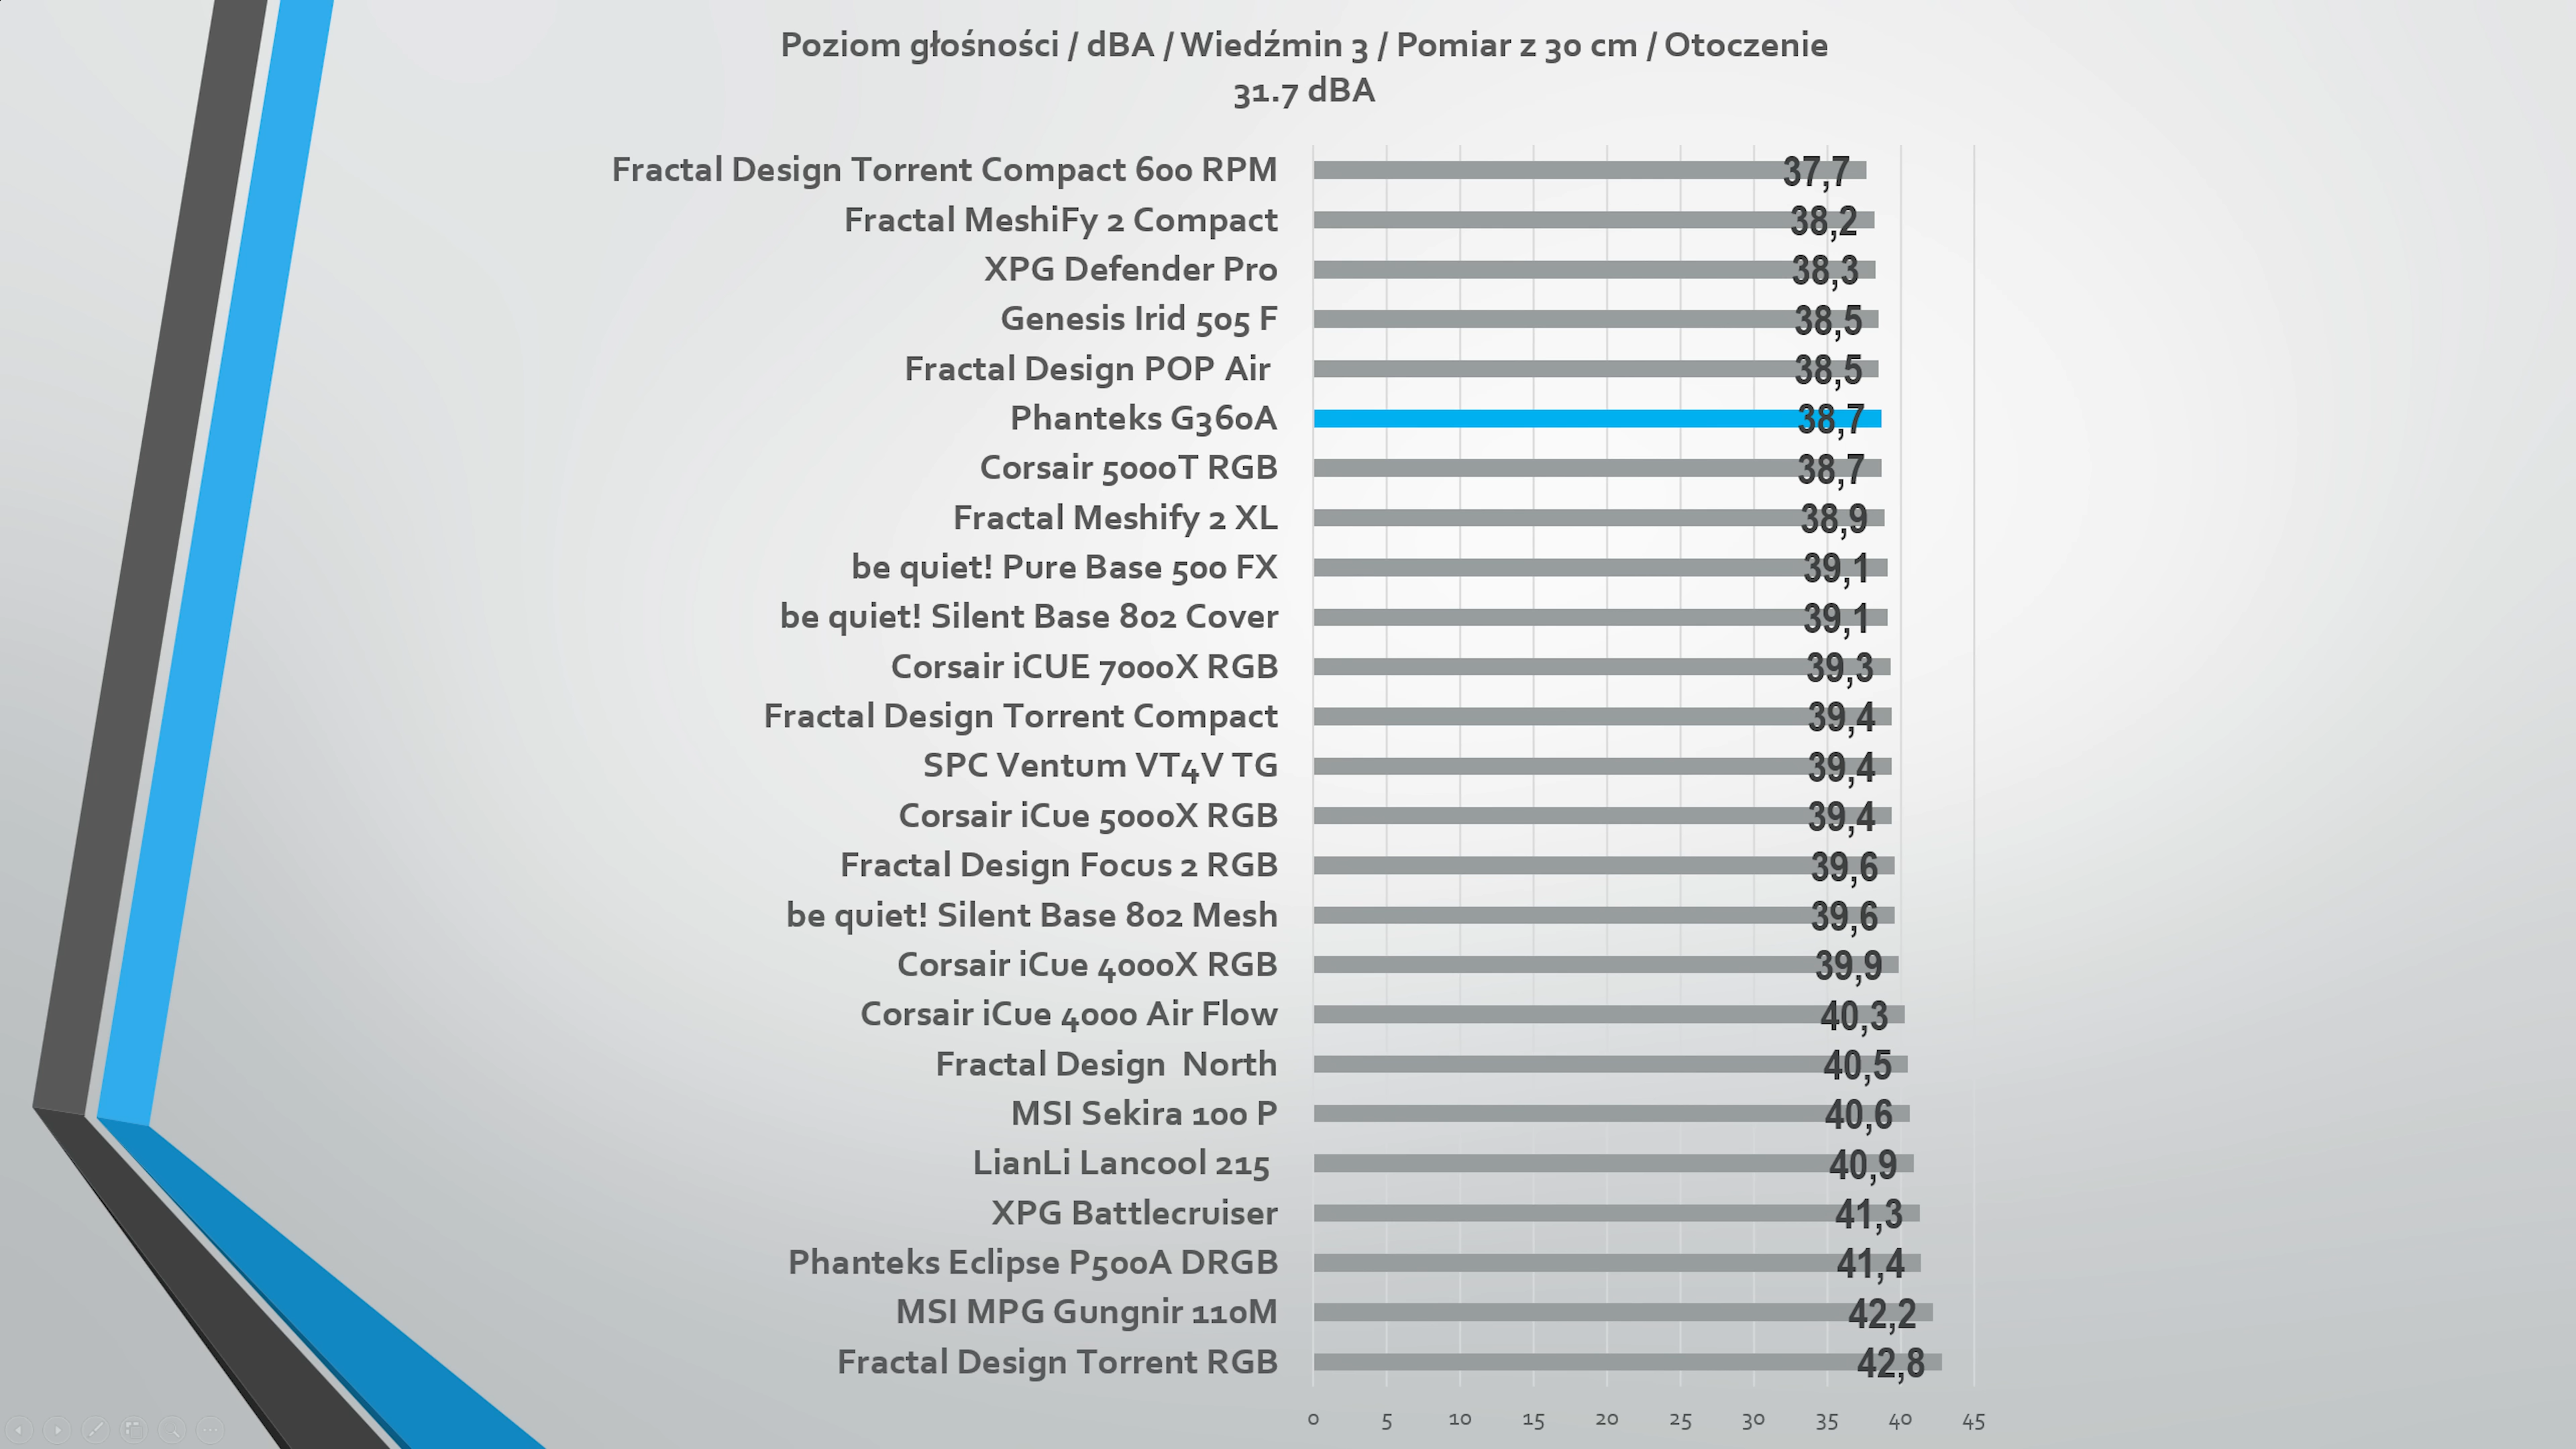 Poziom głośności / dBA / Wiedźmin 3 / Pomiar z 30 cm / Otoczenie
31.7 dBA
Fractal Design Torrent Compact 600 RPM 37,7
Fractal MeshiFy 2 Compact 38,2
XPG Defender Pro 38,3
Genesis Irid 505 F 38,5
Fractal Design POP Air 38,5
Phanteks G360A 38,7
Corsair 5000T RGB 38,7
Fractal Meshify 2 XL 38,9
be quiet! Pure Base 500 FX 39,1
be quiet! Silent Base 802 Cover 39,1
Corsair iCUE 7000X RGB 39,3
Fractal Design Torrent Compact 39,4
SPC Ventum VT4V TG 39,4
Corsair iCue 5000X RGB 39,4
Fractal Design Focus 2 RGB 39,6
be quiet! Silent Base 802 Mesh 39,6
Corsair iCue 4000X RGB 39,9
Corsair iCue 4000 Air Flow 40,3
Fractal Design  North 40,5
MSI Sekira 100 P 40,6
LianLi Lancool 215 40,9
XPG Battlecruiser 41,3
Phanteks Eclipse P500A DRGB 41,4
MSI MPG Gungnir 110M 42,2
Fractal Design Torrent RGB 42,8
0 5 10 15 20 25 30 35 40 45